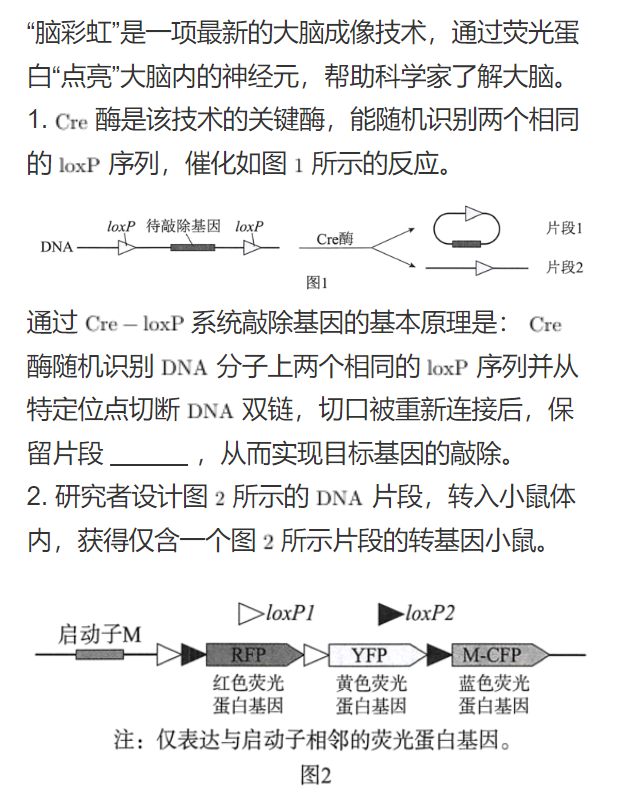 “脑彩虹”是一项最新的大脑成像技术，通过荧光蛋
白“点亮”大脑内的神经元，帮助科学家了解大脑。
1. Cre 酶是该技术的关键酶，能随机识别两个相同
的 loxP 序列，催化如图 1 所示的反应。
loxP 待敲除基因 loxP
DNA
Cre酶
片段1
片段2
图1
通过 Cre − loxP 系统敲除基因的基本原理是： Cre
酶随机识别 DNA 分子上两个相同的 loxP 序列并从
特定位点切断 DNA 双链，切口被重新连接后，保
留片段 ______ ，从而实现目标基因的敲除。
2. 研究者设计图 2 所示的 DNA 片段，转入小鼠体
内，获得仅含一个图 2 所示片段的转基因小鼠。
loxP1 loxP2
启动子M
RFP YFP M-CFP
红色荧光 黄色荧光 蓝色荧光
蛋白基因 蛋白基因 蛋白基因
注：仅表达与启动子相邻的荧光蛋白基因。
图2